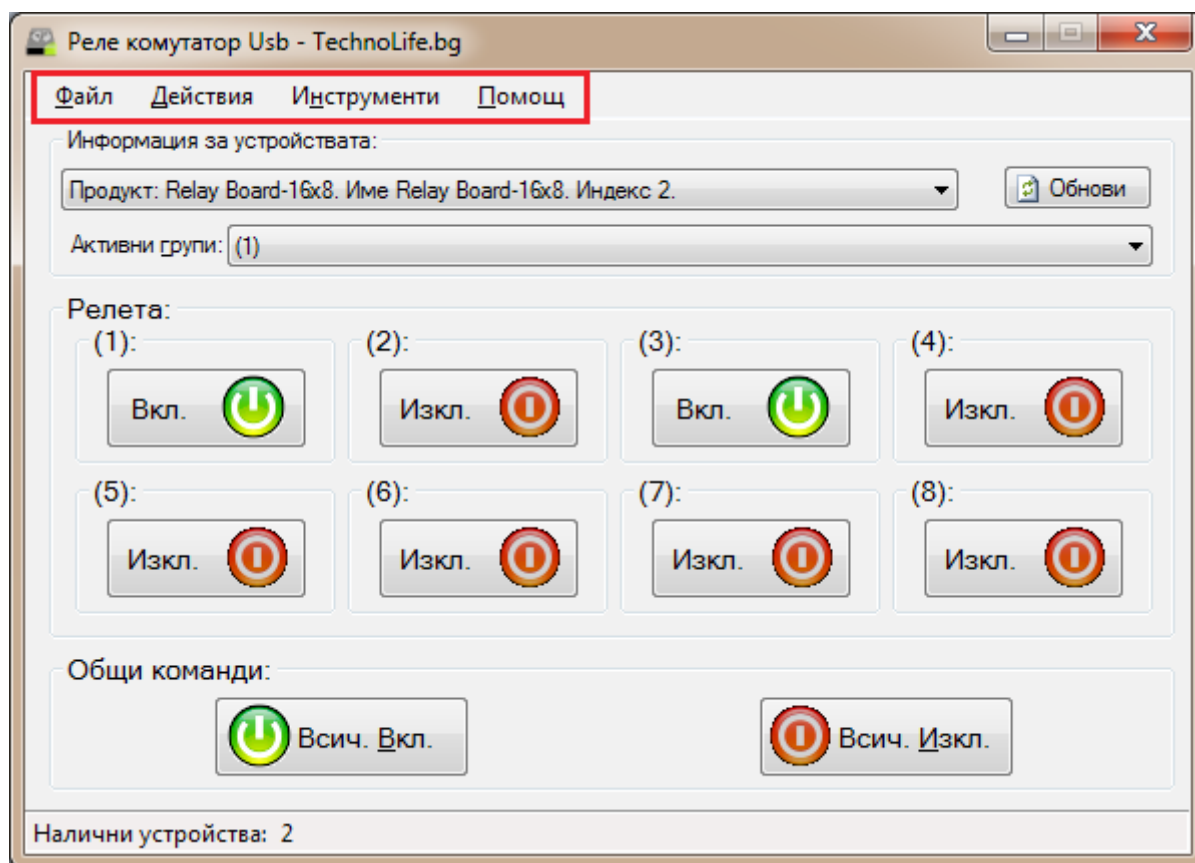 Реле комутатор Usb - TechnoLife.bg
Файл Действия Инструменти Помощ
Информация за устройствата:
Продукт: Relay Board-16x8. Име Relay Board-16x8. Индекс 2.
Обнови
Активни групи: (1)
Релета:
(1): (2): (3): (4):
Вкл. Изкл. Вкл. Изкл.
(5): (6): (7): (8):
Изкл. Изкл. Изкл. Изкл.
Общи команди:
Всич. Вкл. Всич. Изкл.
Налични устройства: 2